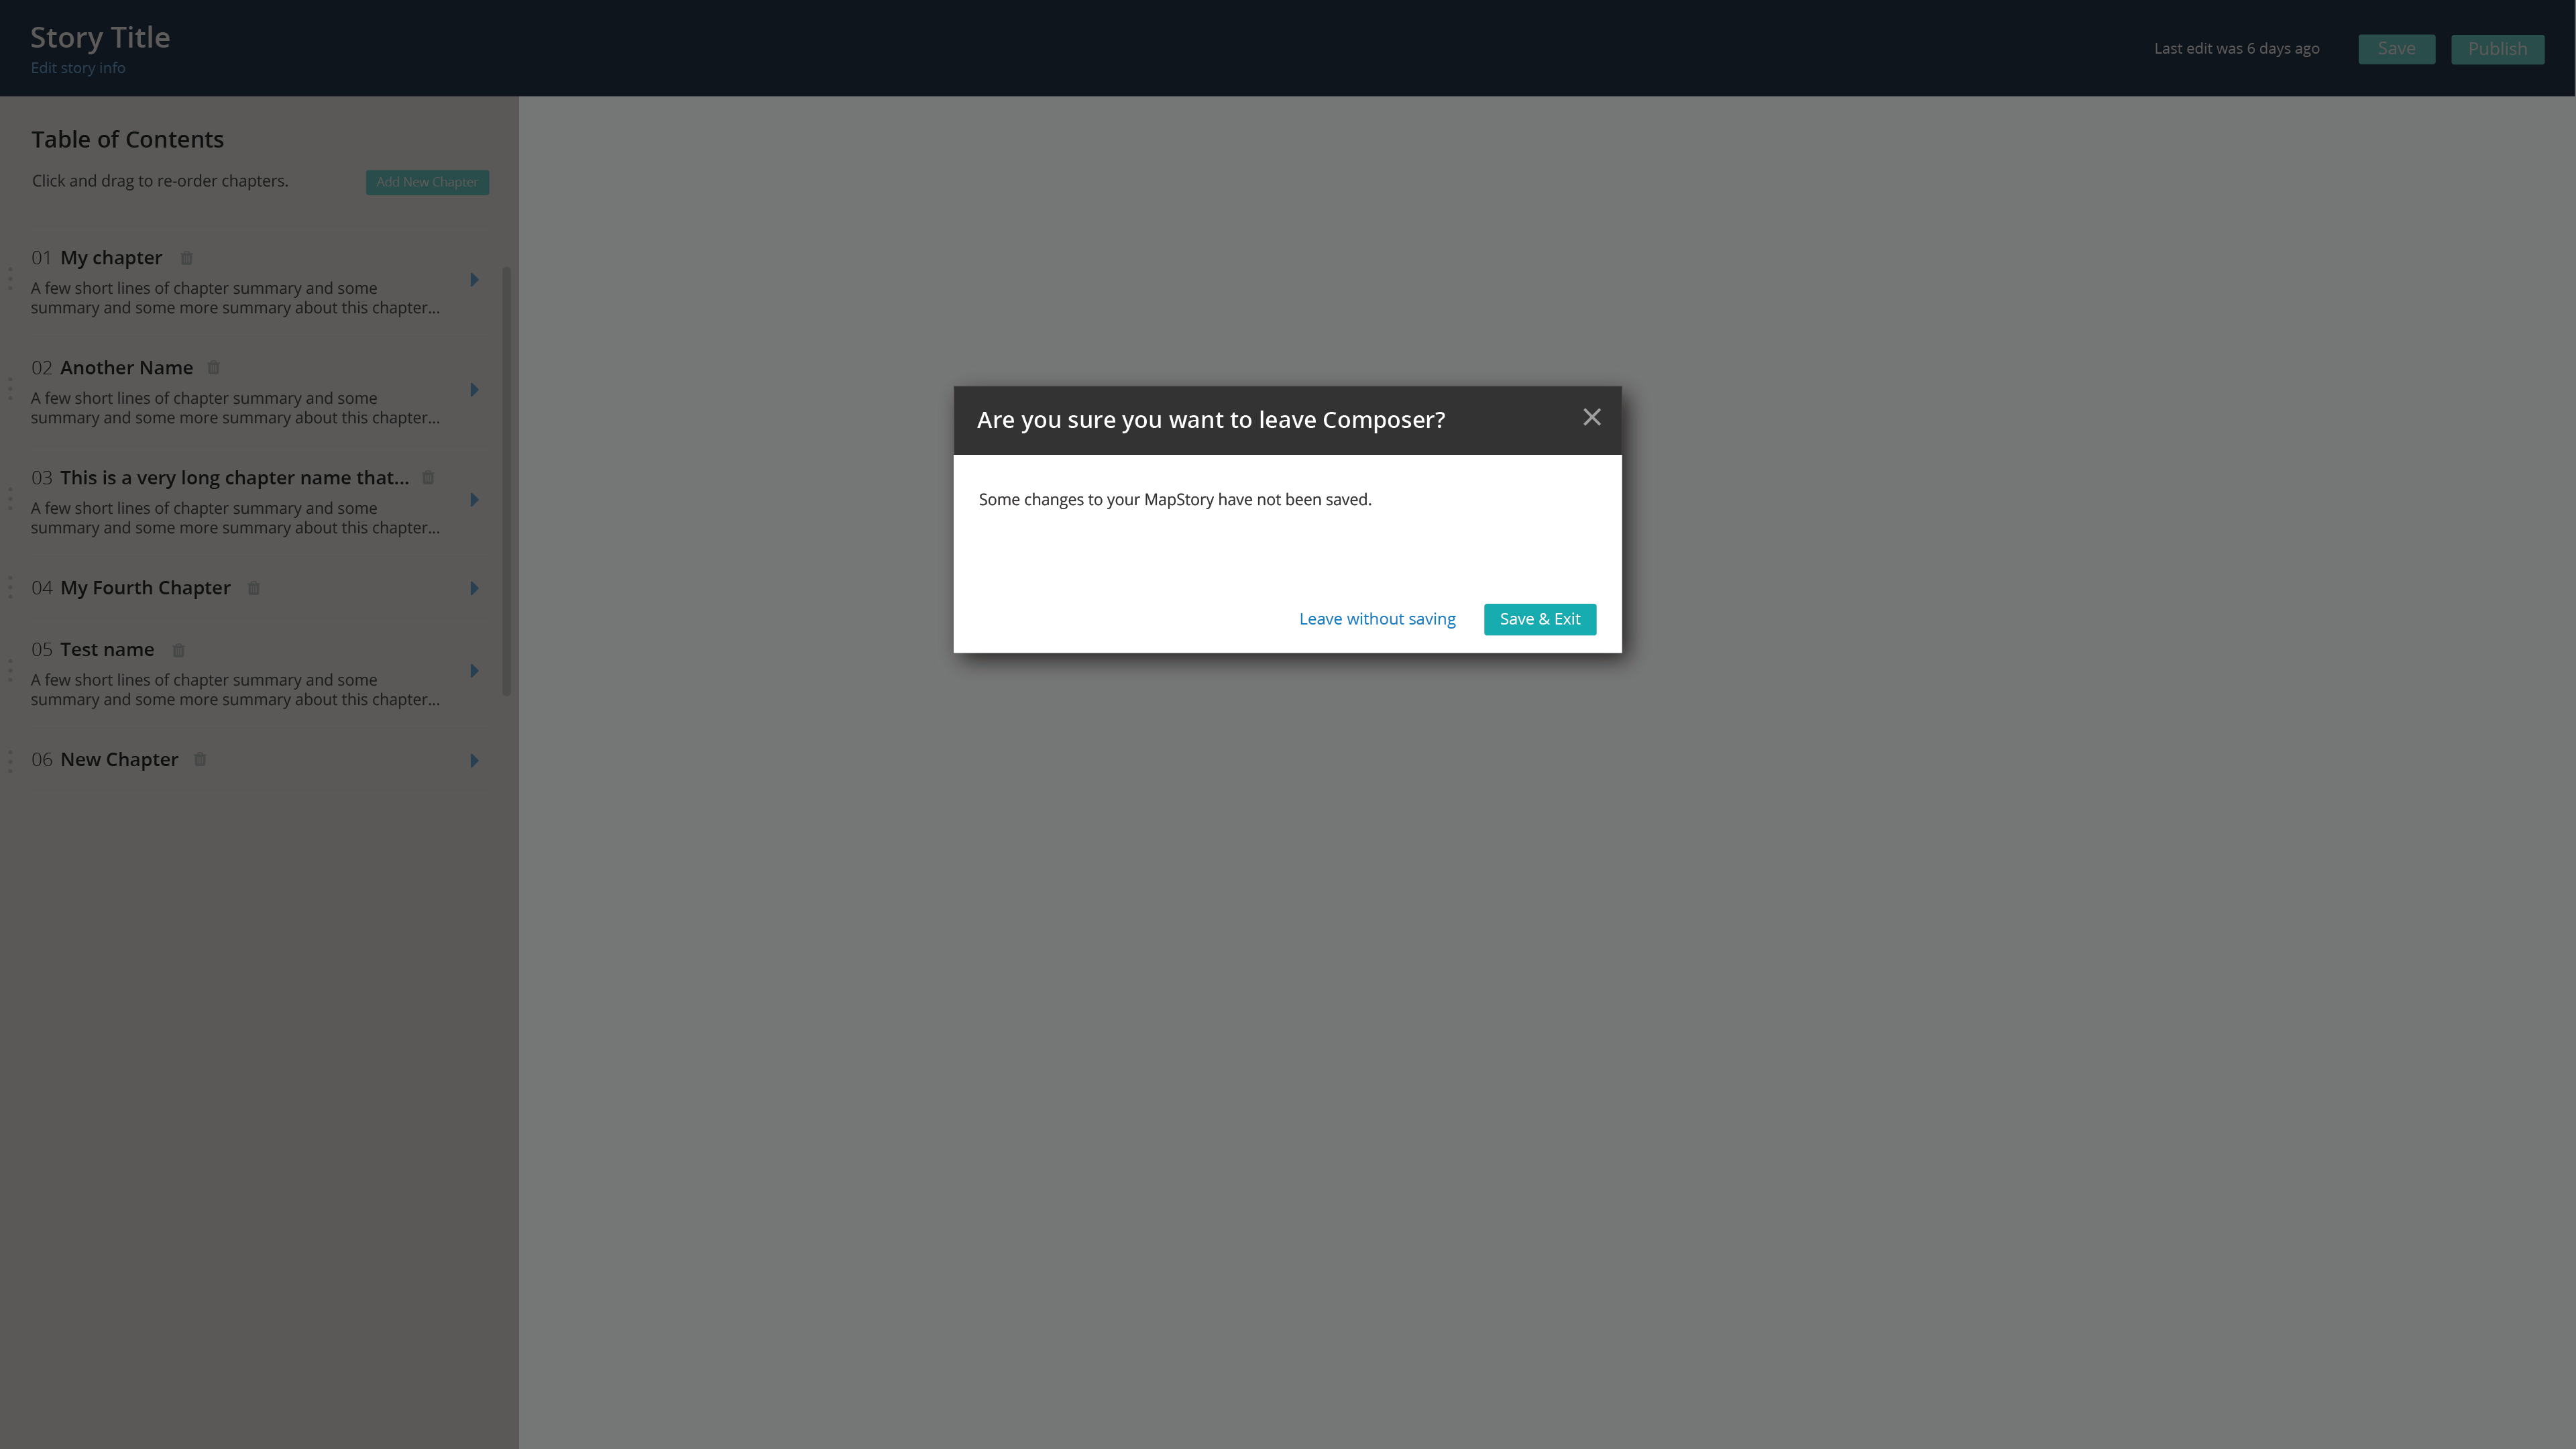 Story Title
Edit story info
Last edit was 6 days ago
Save
Publish
Table of Contents
Click and drag to re-order chapters.
Add New Chapter
01 My chapter
A few short lines of chapter summary and some
summary and some more summary about this chapter...
02 Another Name
A few short lines of chapter summary and some
summary and some more summary about this chapter...
03 This is a very long chapter name that...
A few short lines of chapter summary and some
summary and some more summary about this chapter...
04 My Fourth Chapter
05 Test name
A few short lines of chapter summary and some
summary and some more summary about this chapter...
06 New Chapter
Are you sure you want to leave Composer?
Some changes to your MapStory have not been saved.
Leave without saving
Save & Exit